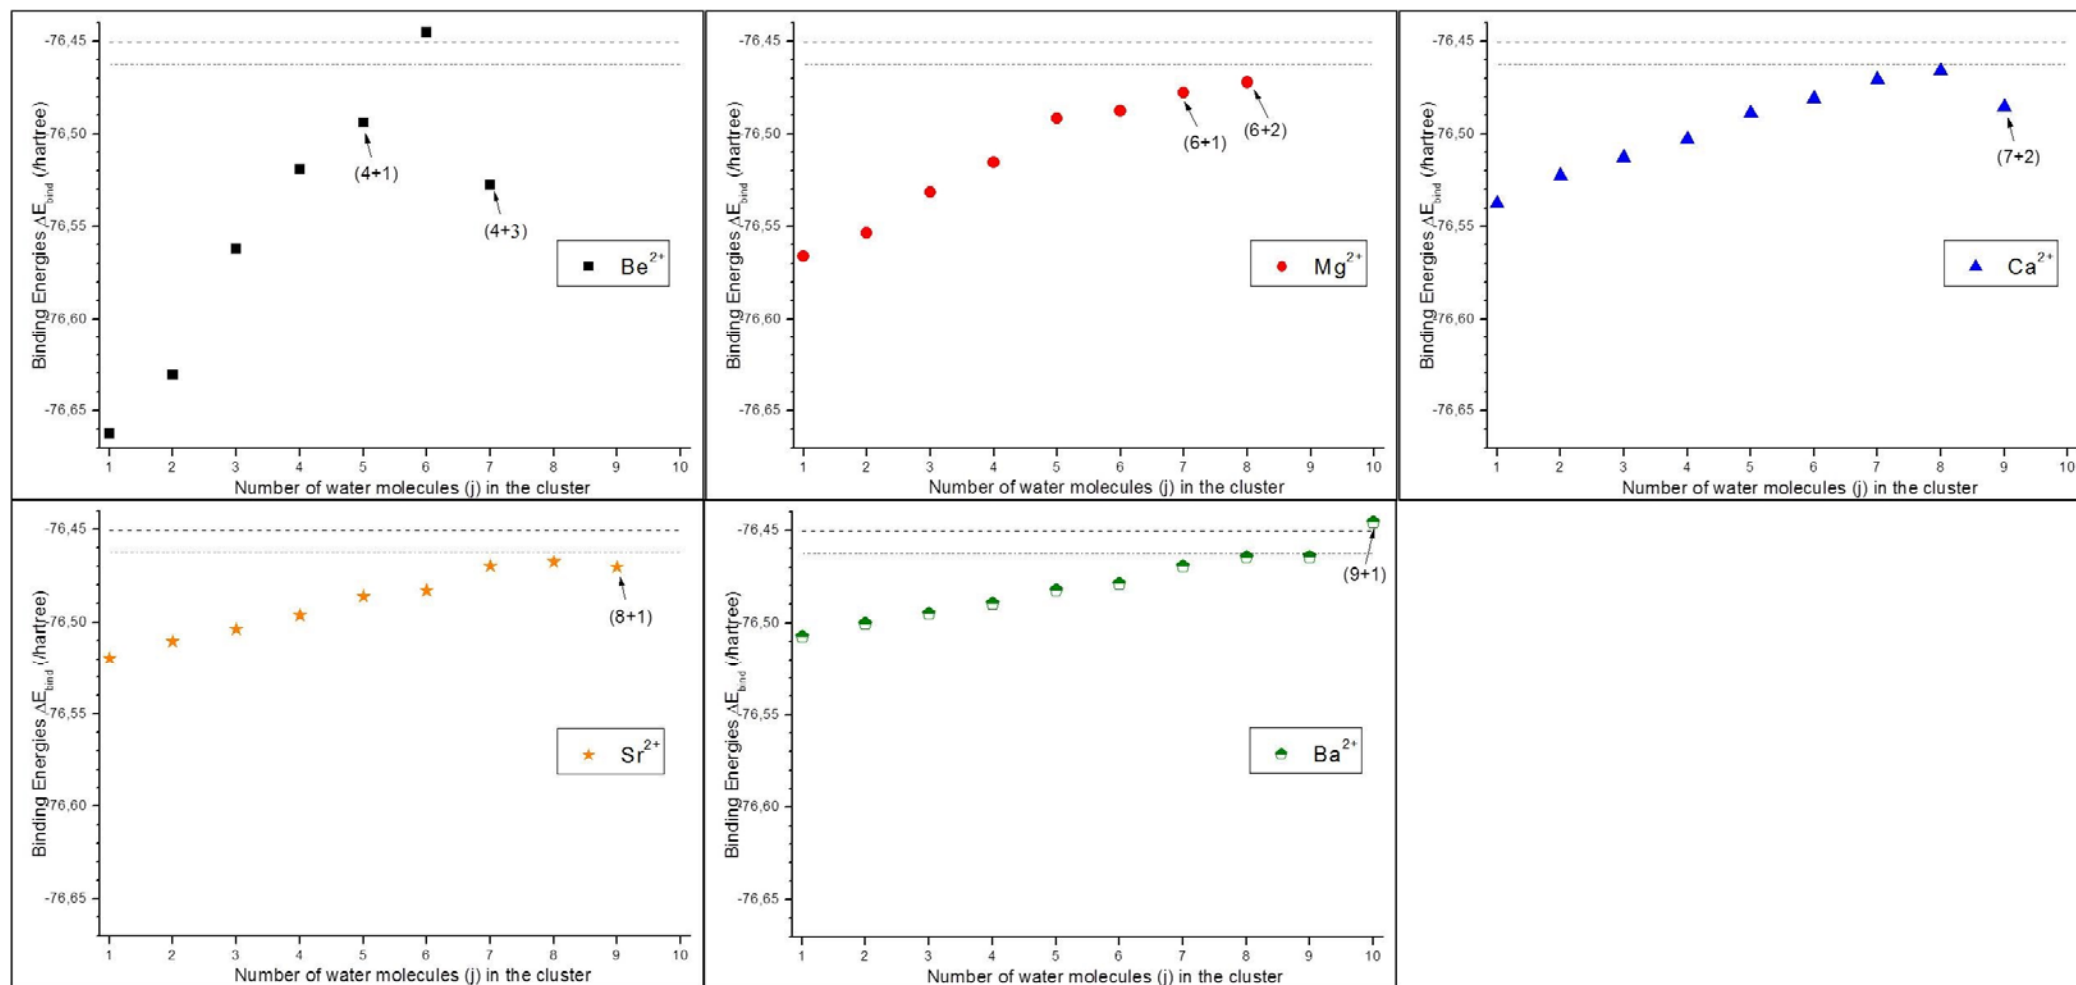 Binding Energies ΔE_bind (/hartree)
-76,45
-76,50
-76,55
-76,60
-76,65
(4+1)
(4+3)
Be²⁺
1 2 3 4 5 6 7 8 9 10
Number of water molecules (j) in the cluster
Binding Energies ΔE_bind (/hartree)
-76,45
-76,50
-76,55
-76,60
-76,65
(6+1)
(6+2)
Mg²⁺
1 2 3 4 5 6 7 8 9 10
Number of water molecules (j) in the cluster
Binding Energies ΔE_bind (/hartree)
-76,45
-76,50
-76,55
-76,60
-76,65
(7+2)
Ca²⁺
1 2 3 4 5 6 7 8 9 10
Number of water molecules (j) in the cluster
Binding Energies ΔE_bind (/hartree)
-76,45
-76,50
-76,55
-76,60
-76,65
(8+1)
Sr²⁺
1 2 3 4 5 6 7 8 9 10
Number of water molecules (j) in the cluster
Binding Energies ΔE_bind (/hartree)
-76,45
-76,50
-76,55
-76,60
-76,65
(9+1)
Ba²⁺
1 2 3 4 5 6 7 8 9 10
Number of water molecules (j) in the cluster